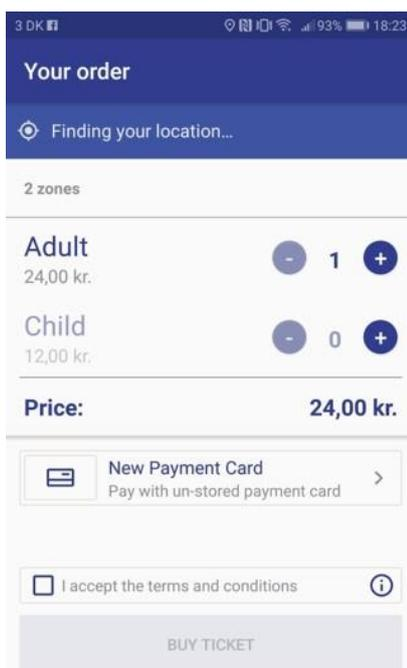 3 DK 93% 18:23
Your order
Finding your location...
2 zones
Adult
24,00 kr.
- 1 +
Child
12,00 kr.
- 0 +
Price: 24,00 kr.
New Payment Card
Pay with un-stored payment card
I accept the terms and conditions
BUY TICKET